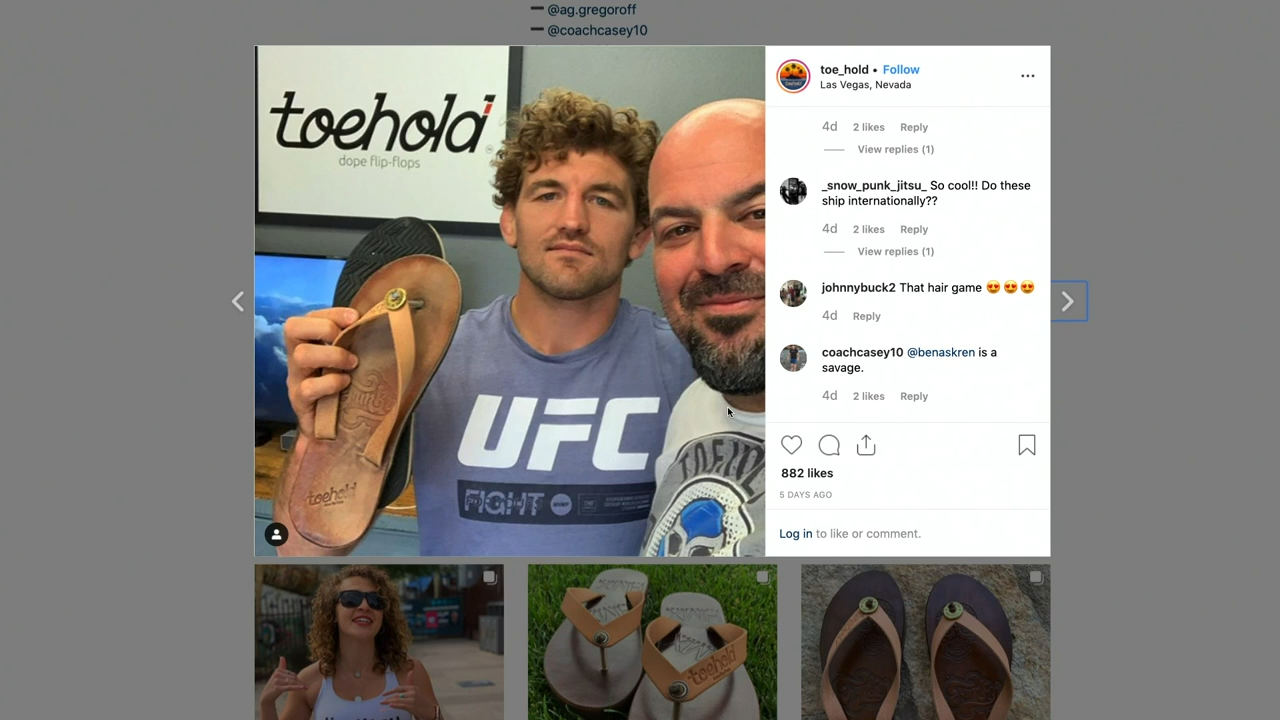 @ag.gregoroff
@coachcasey10
toehold
dope flip-flops
UFC
FIGHT
toehold
toe_hold • Follow
Las Vegas, Nevada
4d 2 likes Reply
View replies (1)
_snow_punk_jitsu_ So cool!! Do these
ship internationally??
4d 2 likes Reply
View replies (1)
johnnybuck2 That hair game 😍😍😍
4d Reply
coachcasey10 @benaskren is a
savage.
4d 2 likes Reply
882 likes
5 DAYS AGO
Log in to like or comment.
toehold